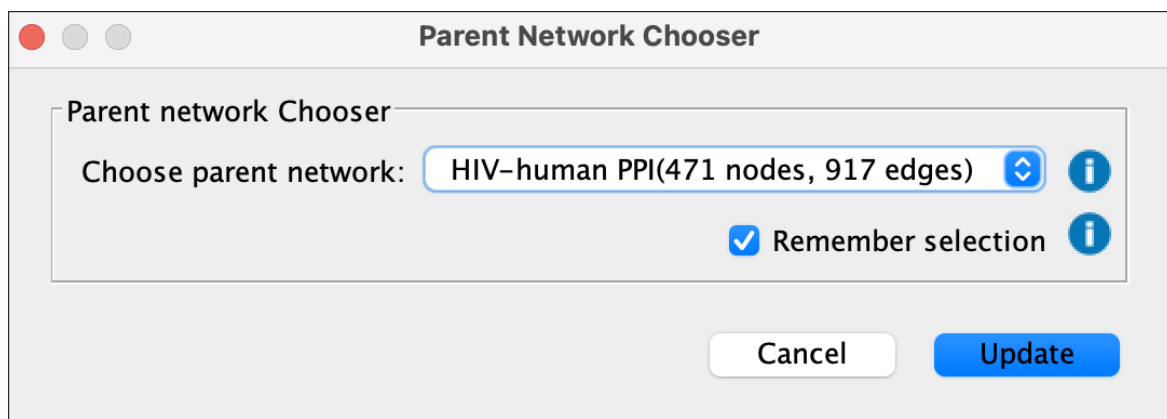 Parent Network Chooser
Parent network Chooser
Choose parent network: HIV-human PPI(471 nodes, 917 edges)
Remember selection
Cancel Update